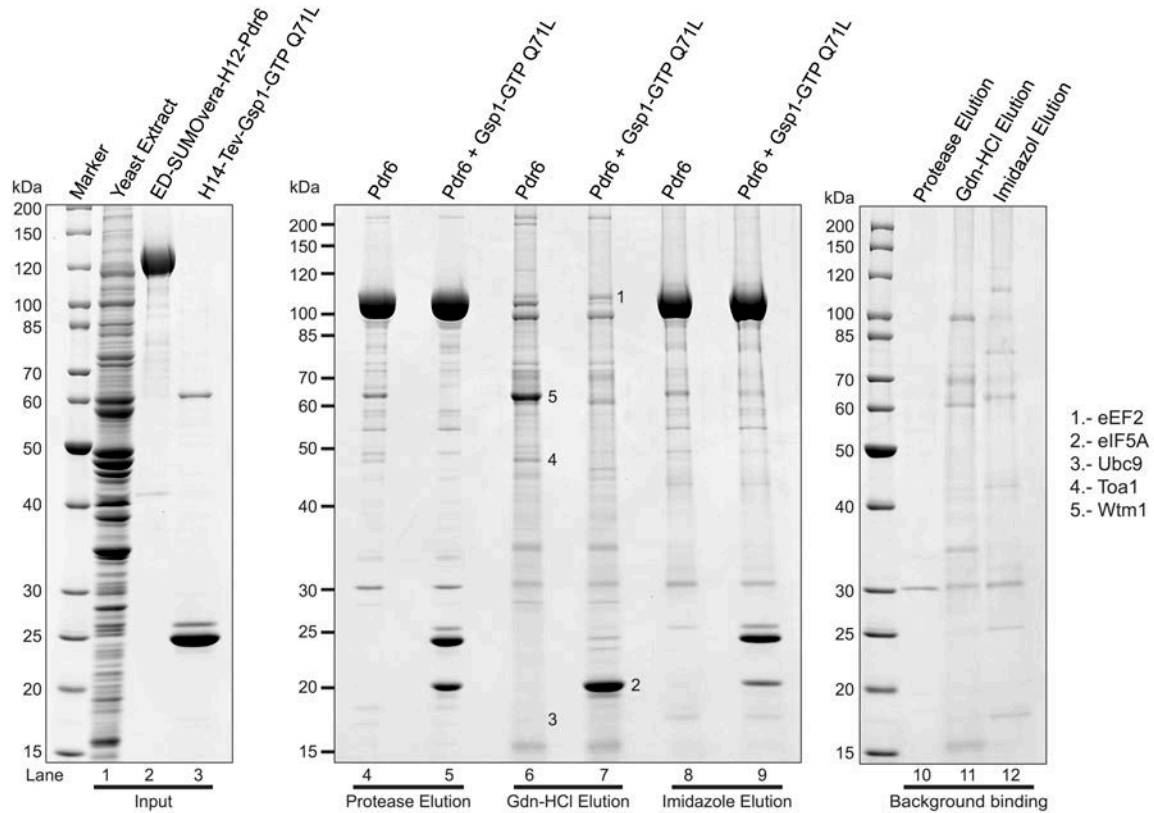 kDa
Marker
Yeast Extract
ED-SUMOvera-H12-Pdr6
H14-Tev-Gsp1-GTP Q71L
200
150
120
100
85
70
60
50
40
30
25
20
15
Lane
1
2
3
Input
kDa
Pdr6
Pdr6 + Gsp1-GTP Q71L
Pdr6
Pdr6 + Gsp1-GTP Q71L
Pdr6
Pdr6 + Gsp1-GTP Q71L
200
150
120
100
85
70
60
50
40
30
25
20
15
1
5
4
2
3
4
5
6
7
8
9
Protease Elution
Gdn-HCl Elution
Imidazole Elution
kDa
Protease Elution
Gdn-HCl Elution
Imidazol Elution
200
150
120
100
85
70
60
50
40
30
25
20
15
10
11
12
Background binding
1.- eEF2
2.- eIF5A
3.- Ubc9
4.- Toa1
5.- Wtm1